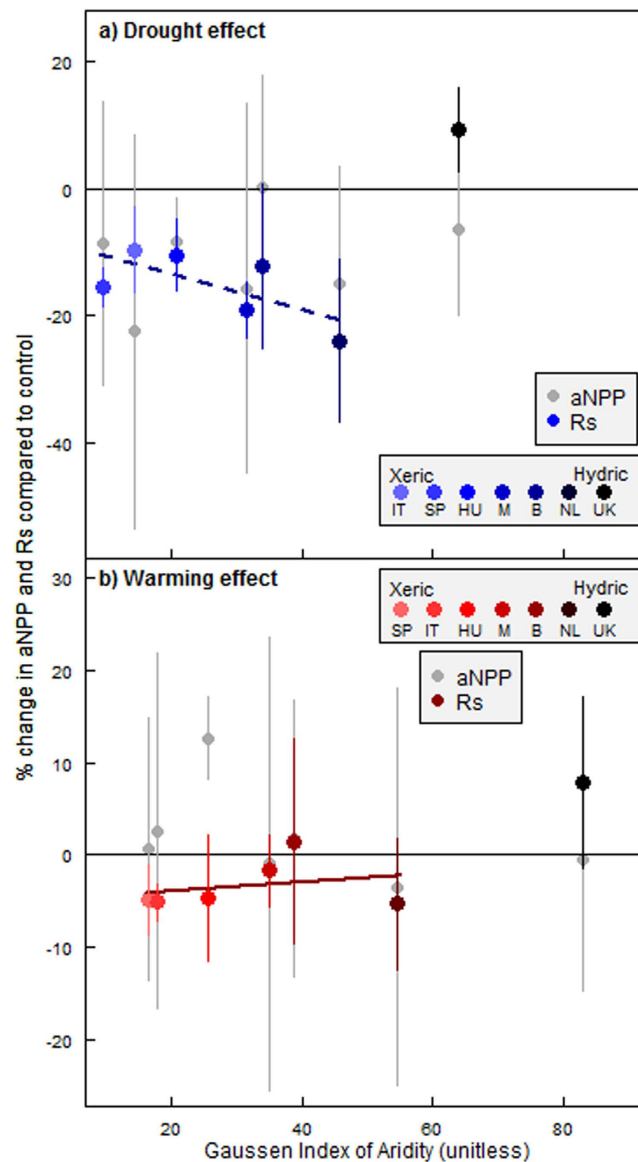 a) Drought effect
20
0
-20
-40
aNPP
Rs
Xeric Hydric
IT SP HU M B NL UK
b) Warming effect
30
20
10
0
-10
-20
Xeric Hydric
SP IT HU M B NL UK
aNPP
Rs
20 40 60 80
Gaussen Index of Aridity (unitless)
% change in aNPP and Rs compared to control